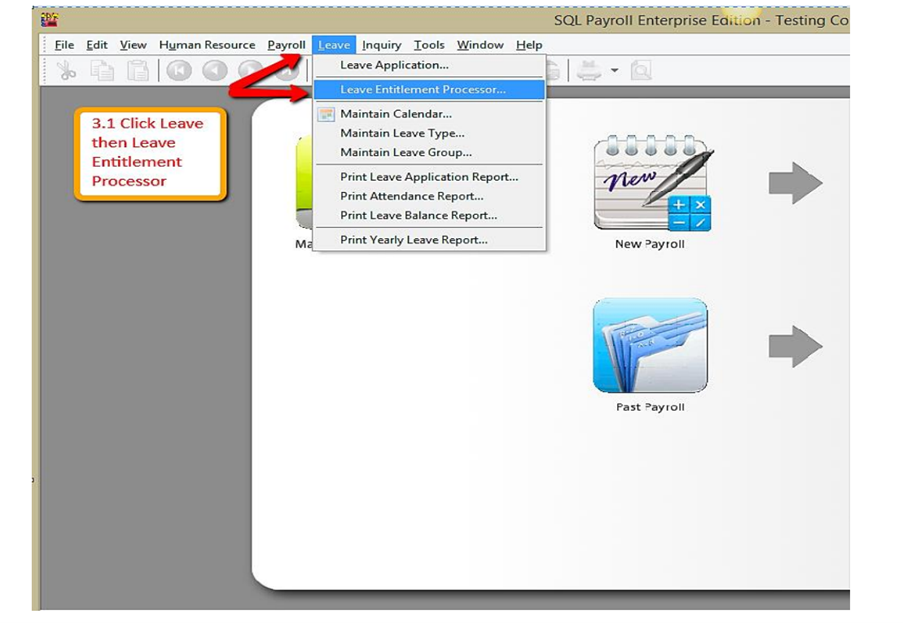 SQL Payroll Enterprise Edition - Testing Co
File Edit View Human Resource Payroll Leave Inquiry Tools Window Help
Leave Application...
Leave Entitlement Processor...
Maintain Calendar...
Maintain Leave Type...
Maintain Leave Group...
Print Leave Application Report...
Print Attendance Report...
Print Leave Balance Report...
Print Yearly Leave Report...
3.1 Click Leave
then Leave
Entitlement
Processor
Ma
New
New Payroll
Past Payroll